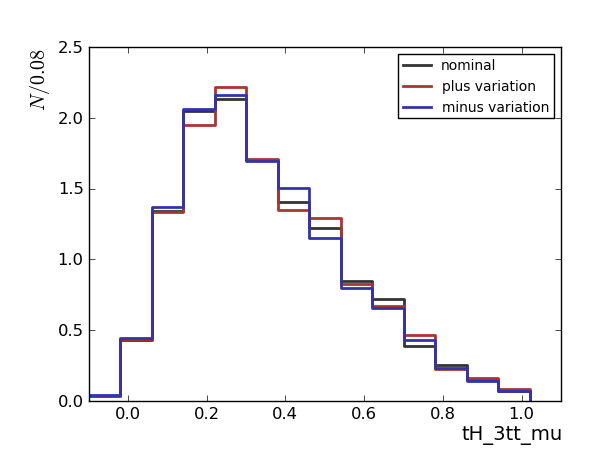 N/0.08
2.5
2.0
1.5
1.0
0.5
0.0
nominal
plus variation
minus variation
0.0 0.2 0.4 0.6 0.8 1.0
tH_3tt_mu